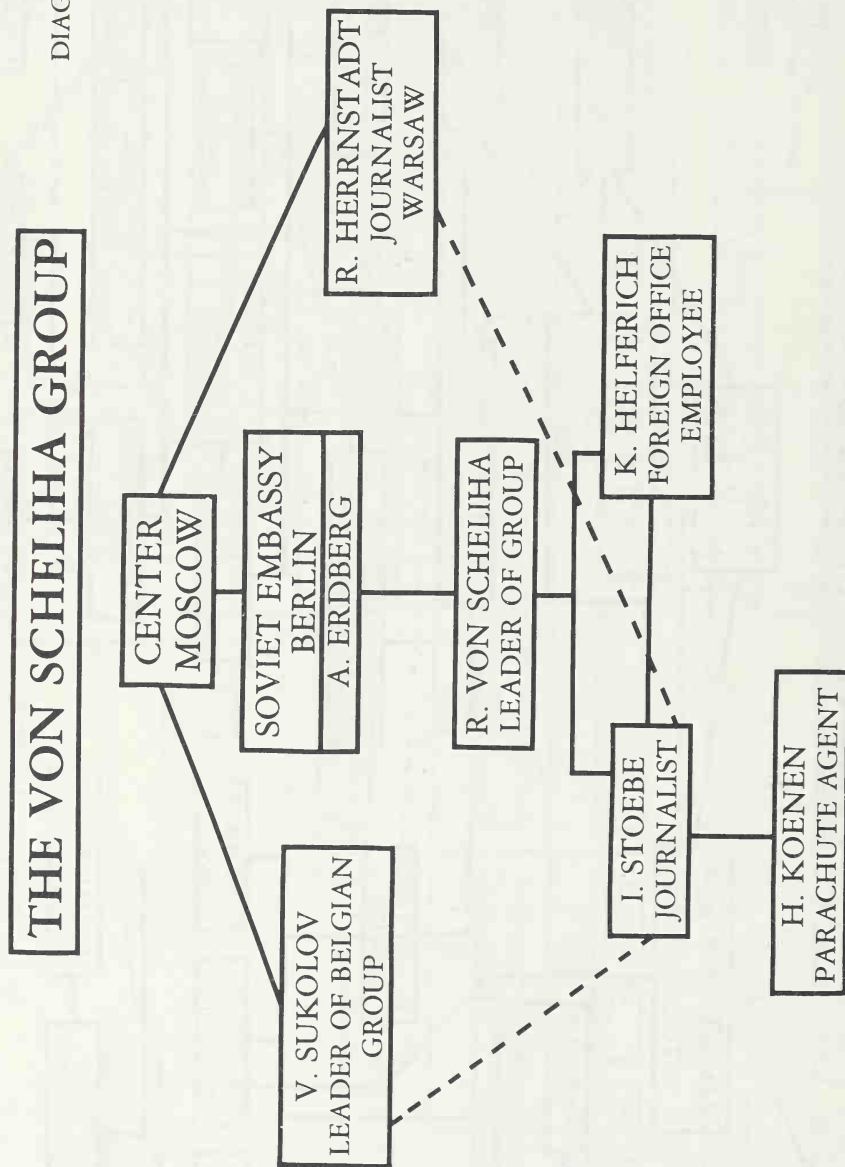 DIAG
THE VON SCHELIHA GROUP
CENTER
MOSCOW
SOVIET EMBASSY
BERLIN
A. ERDBERG
V. SUKOLOV
LEADER OF BELGIAN
GROUP
R. HERRNSTADT
JOURNALIST
WARSAW
R. VON SCHELIHA
LEADER OF GROUP
I. STOEBE
JOURNALIST
K. HELFERICH
FOREIGN OFFICE
EMPLOYEE
H. KOENEN
PARACHUTE AGENT